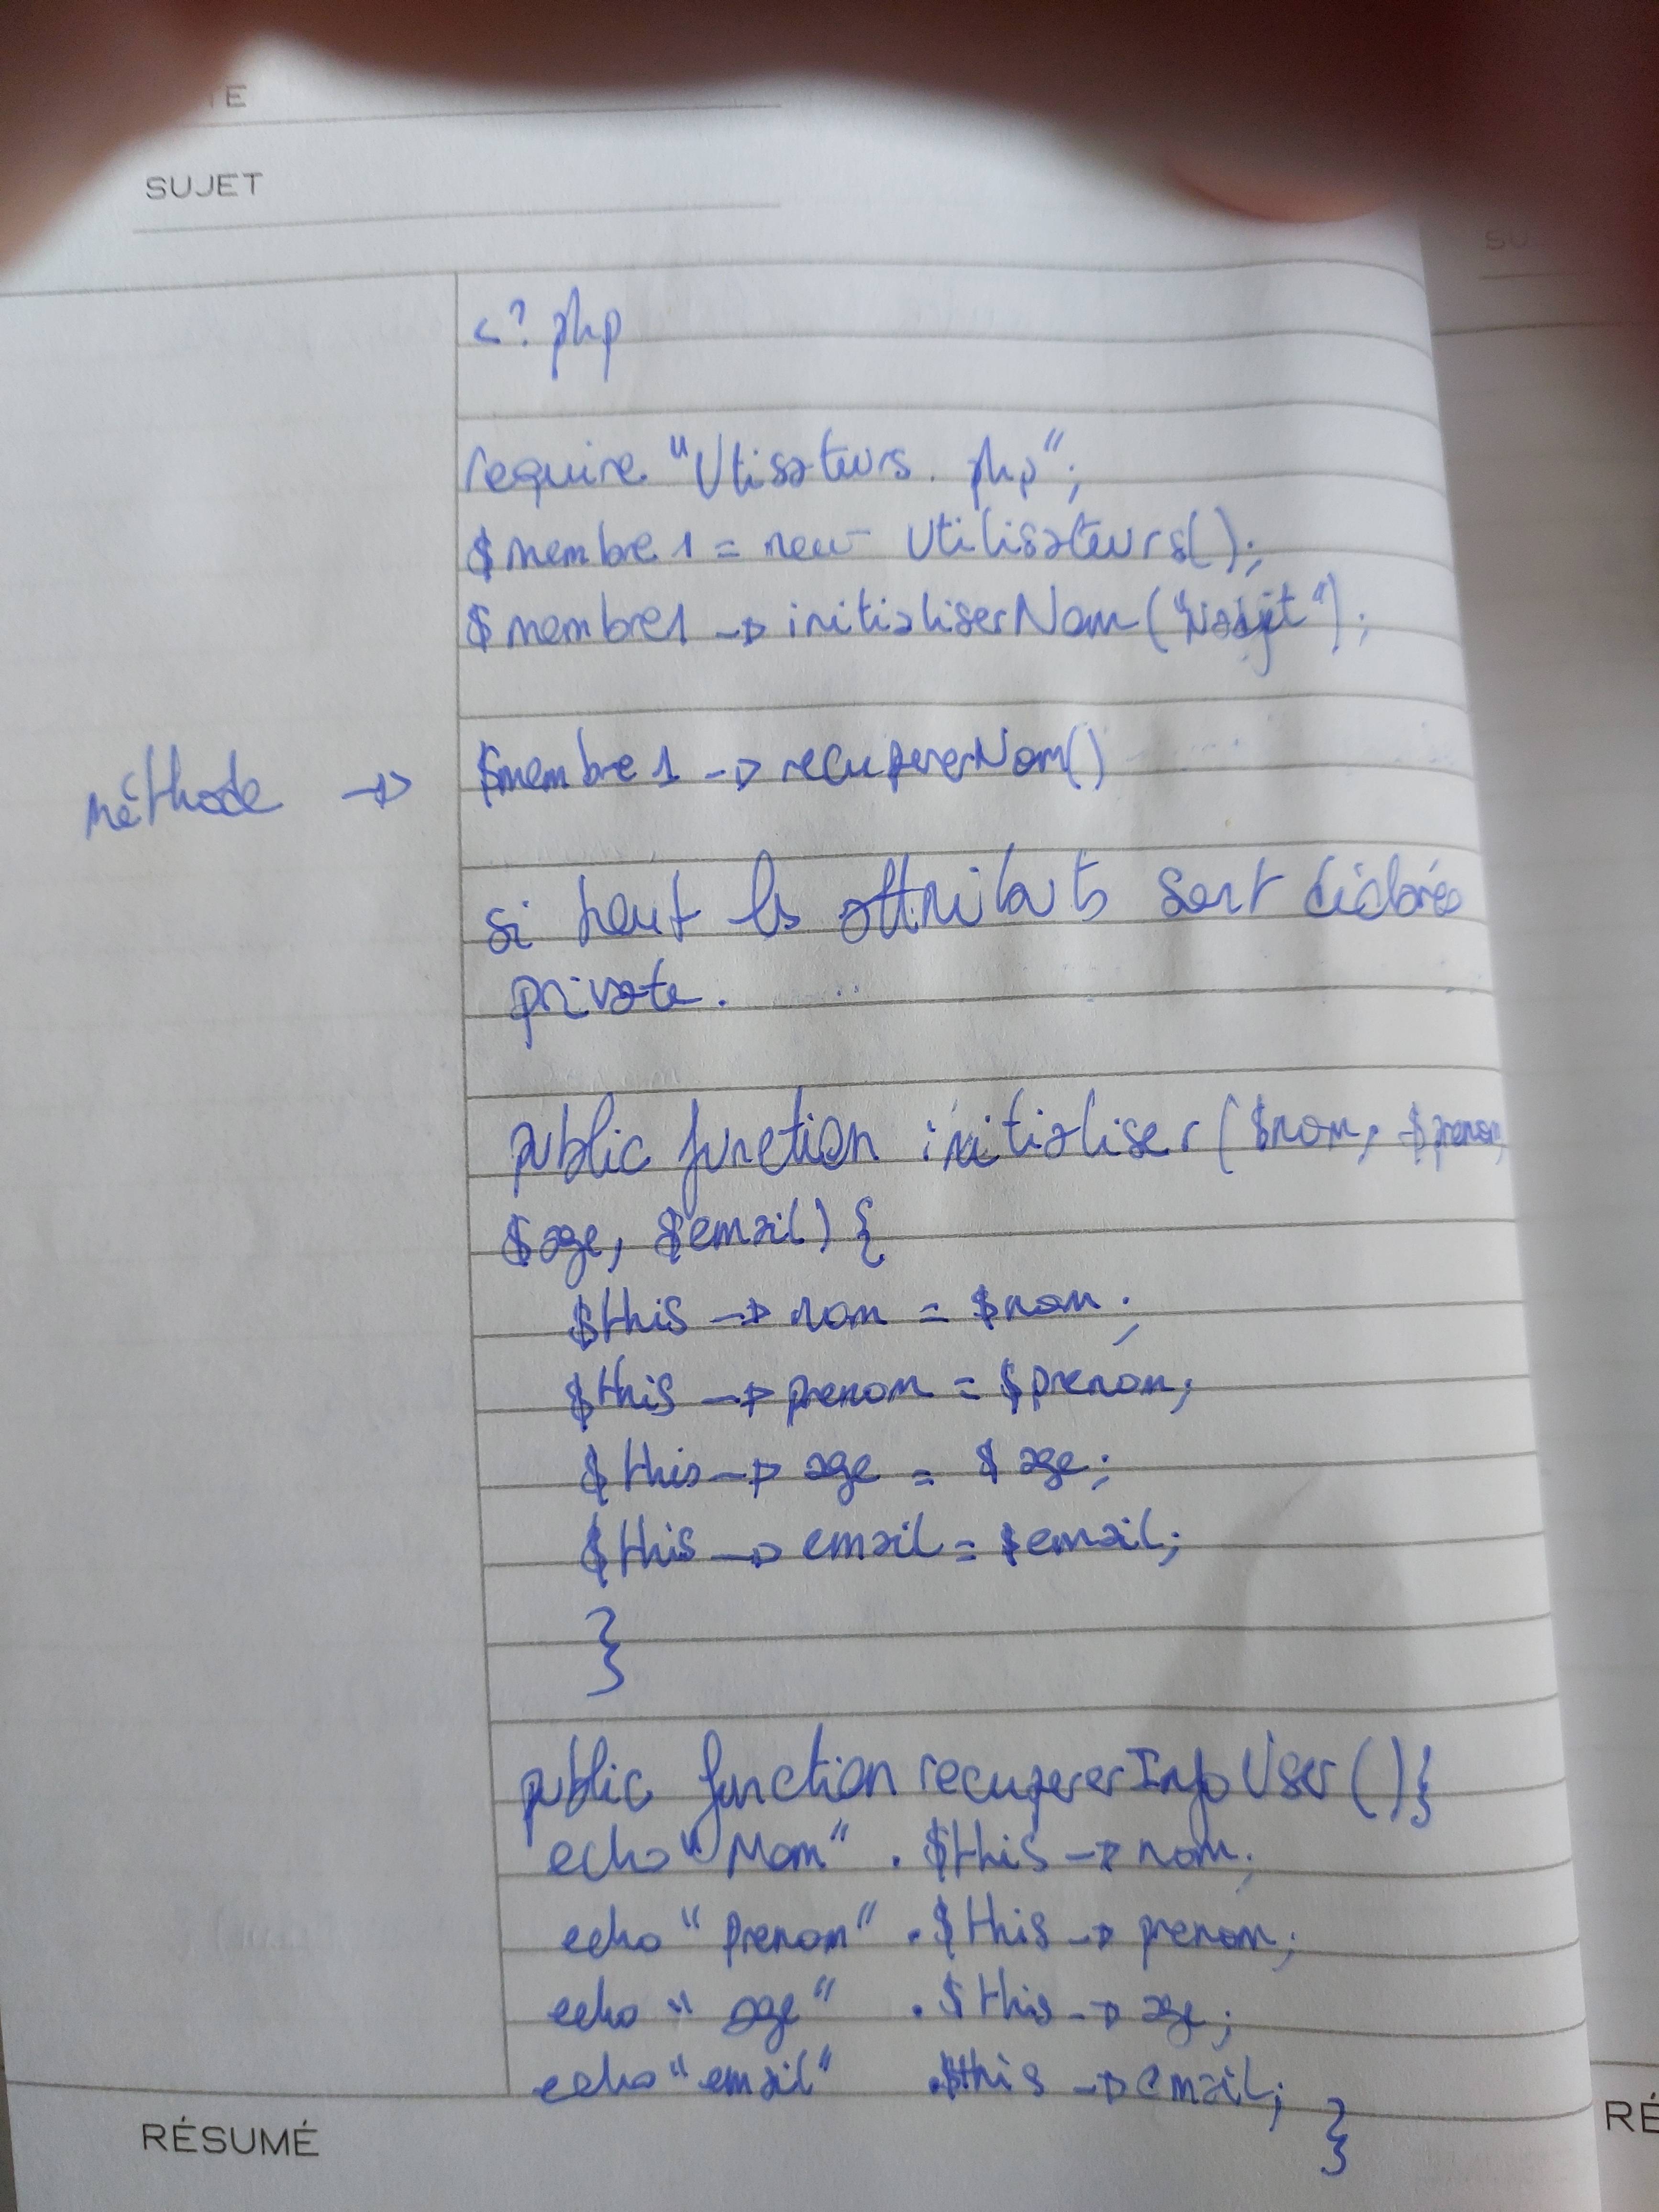 TE
SUJET
SU
<?php
require "Utisateurs.php";
$membre1 = new Utilisateurs();
$membre1 -> initialiserNom(" ");
méthode -> $membre1 -> recupererNom()
si tout les attributs sont déclarés
private.
public function initialiser($nom, $prenom,
$age, $email) {
$this -> nom = $nom;
$this -> prenom = $prenom;
$this -> age = $age;
$this -> email = $email;
}
public function recupererInfoUser(){
echo "Nom" . $this -> nom;
echo "prenom" . $this -> prenom;
echo "age" . $this -> age;
echo "email" . $this -> email; }
RÉSUMÉ
RÉ